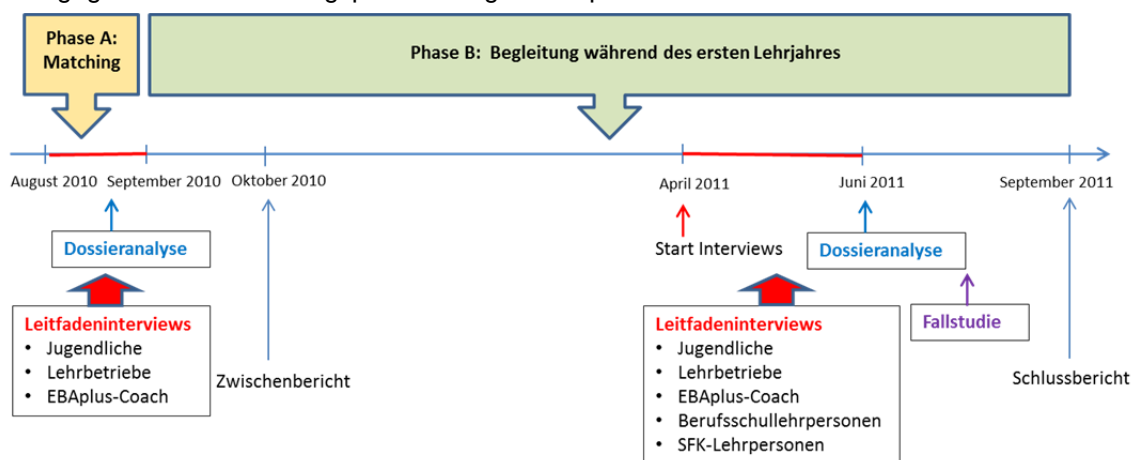 Phase A:
Matching
Phase B: Begleitung während des ersten Lehrjahres
August 2010
September 2010
Oktober 2010
April 2011
Juni 2011
September 2011
Dossieranalyse
Start Interviews
Dossieranalyse
Leitfadeninterviews
• Jugendliche
• Lehrbetriebe
• EBAplus-Coach
Zwischenbericht
Leitfadeninterviews
• Jugendliche
• Lehrbetriebe
• EBAplus-Coach
• Berufsschullehrpersonen
• SFK-Lehrpersonen
Fallstudie
Schlussbericht